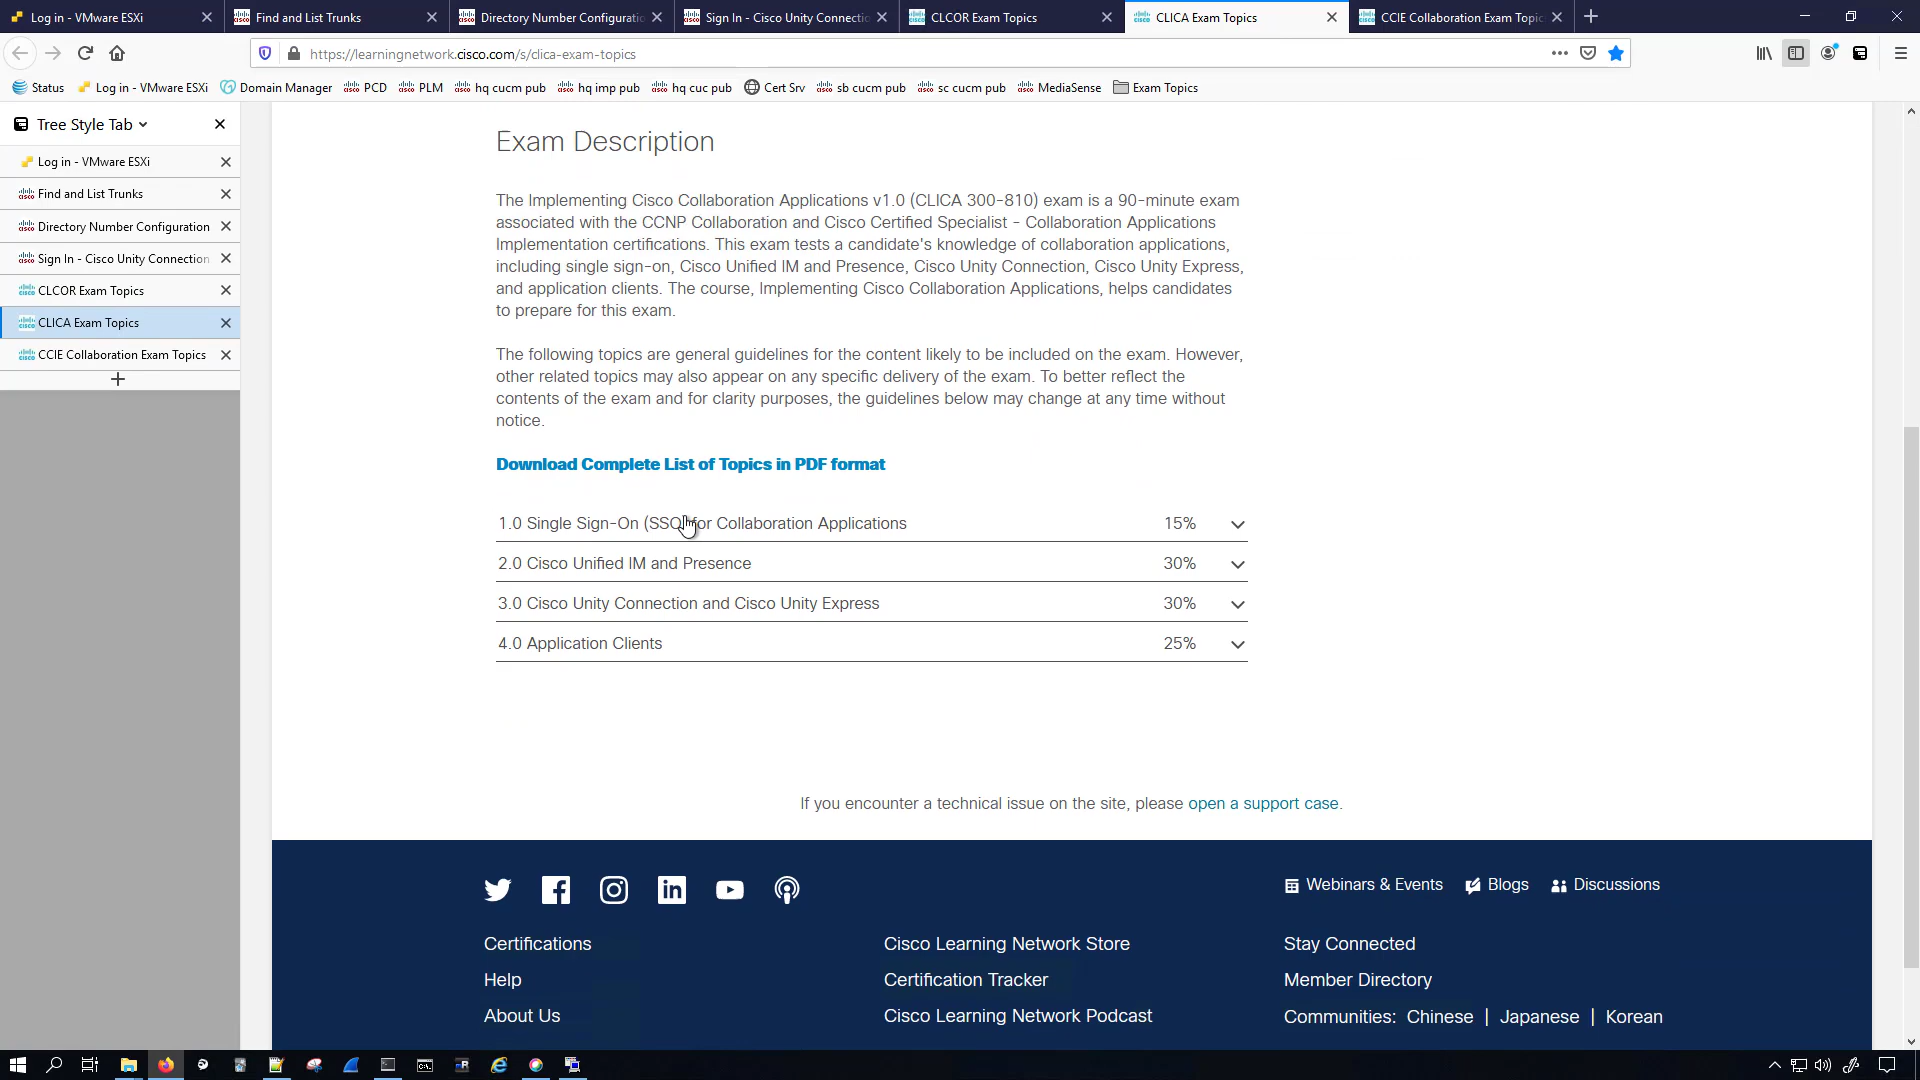 Log in - VMware ESXi
Find and List Trunks
Directory Number Configuratio
Sign In - Cisco Unity Connectio
CLCOR Exam Topics
CLICA Exam Topics
CCIE Collaboration Exam Topic
https://learningnetwork.cisco.com/s/clica-exam-topics
Status
Log in - VMware ESXi
Domain Manager
PCD
PLM
hq cucm pub
hq imp pub
hq cuc pub
Cert Srv
sb cucm pub
sc cucm pub
MediaSense
Exam Topics
Tree Style Tab
Log in - VMware ESXi
Find and List Trunks
Directory Number Configuration
Sign In - Cisco Unity Connection
CLCOR Exam Topics
CLICA Exam Topics
CCIE Collaboration Exam Topics
Exam Description
The Implementing Cisco Collaboration Applications v1.0 (CLICA 300-810) exam is a 90-minute exam
associated with the CCNP Collaboration and Cisco Certified Specialist - Collaboration Applications
Implementation certifications. This exam tests a candidate's knowledge of collaboration applications,
including single sign-on, Cisco Unified IM and Presence, Cisco Unity Connection, Cisco Unity Express,
and application clients. The course, Implementing Cisco Collaboration Applications, helps candidates
to prepare for this exam.
The following topics are general guidelines for the content likely to be included on the exam. However,
other related topics may also appear on any specific delivery of the exam. To better reflect the
contents of the exam and for clarity purposes, the guidelines below may change at any time without
notice.
Download Complete List of Topics in PDF format
1.0 Single Sign-On (SSO) for Collaboration Applications 15%
2.0 Cisco Unified IM and Presence 30%
3.0 Cisco Unity Connection and Cisco Unity Express 30%
4.0 Application Clients 25%
If you encounter a technical issue on the site, please open a support case.
Webinars & Events
Blogs
Discussions
Certifications
Cisco Learning Network Store
Stay Connected
Help
Certification Tracker
Member Directory
About Us
Cisco Learning Network Podcast
Communities: Chinese | Japanese | Korean